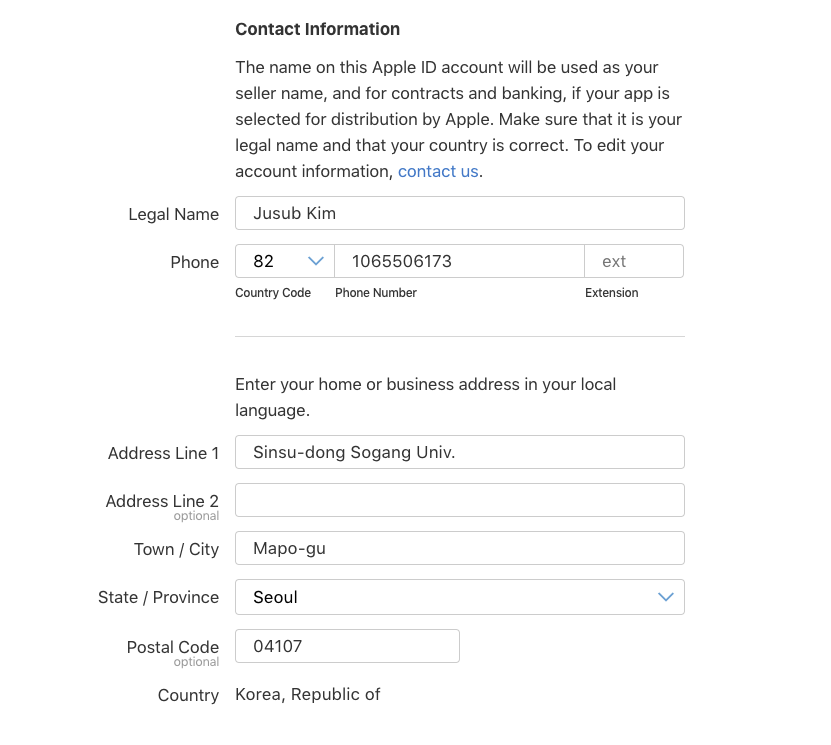 Contact Information
The name on this Apple ID account will be used as your
seller name, and for contracts and banking, if your app is
selected for distribution by Apple. Make sure that it is your
legal name and that your country is correct. To edit your
account information, contact us.
Legal Name Jusub Kim
Phone 82 1065506173 ext
Country Code Phone Number Extension
Enter your home or business address in your local
language.
Address Line 1 Sinsu-dong Sogang Univ.
Address Line 2
optional
Town / City Mapo-gu
State / Province Seoul
Postal Code 04107
optional
Country Korea, Republic of